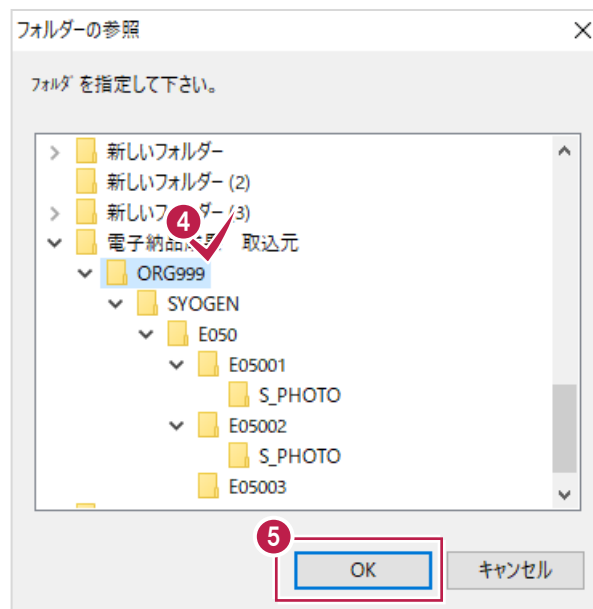 フォルダーの参照
フォルダを指定して下さい。
新しいフォルダー
新しいフォルダー (2)
新しいフォルダー (3)
4
電子納品 取込元
ORG999
SYOGEN
E050
E05001
S_PHOTO
E05002
S_PHOTO
E05003
5
OK キャンセル